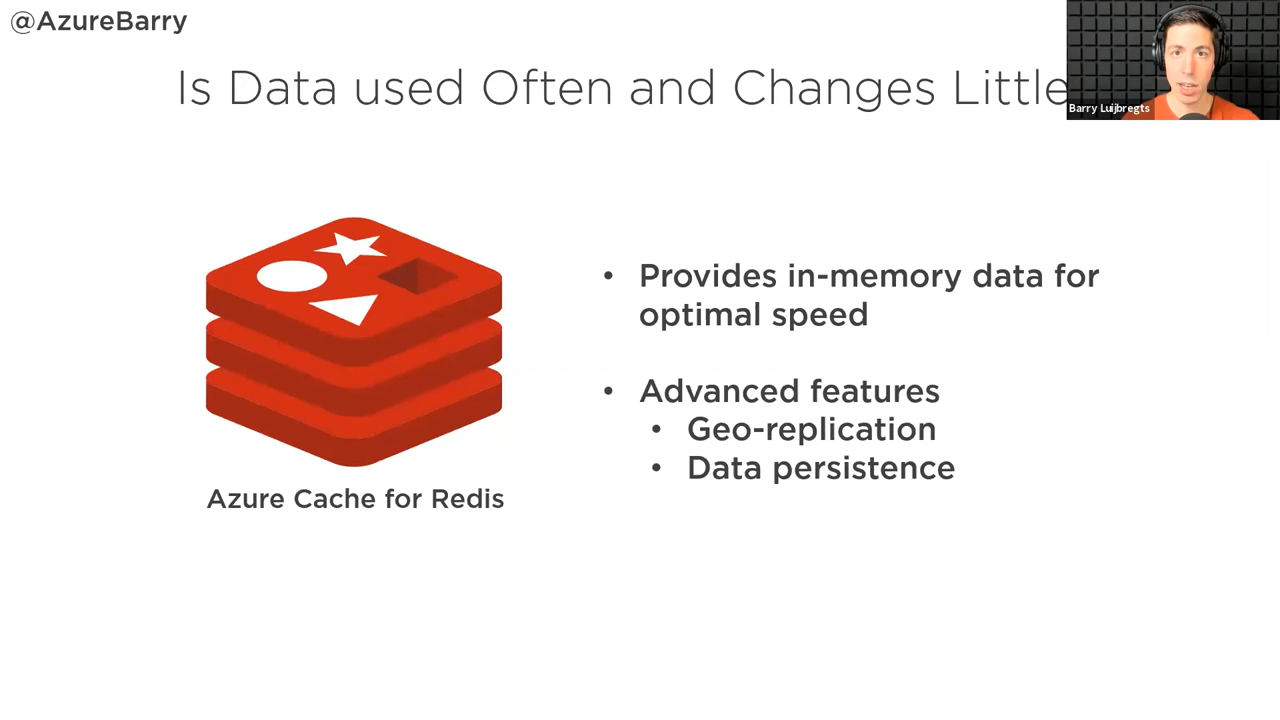 @AzureBarry
Is Data used Often and Changes Little
Barry Luijbregts
• Provides in-memory data for
optimal speed
• Advanced features
• Geo-replication
• Data persistence
Azure Cache for Redis